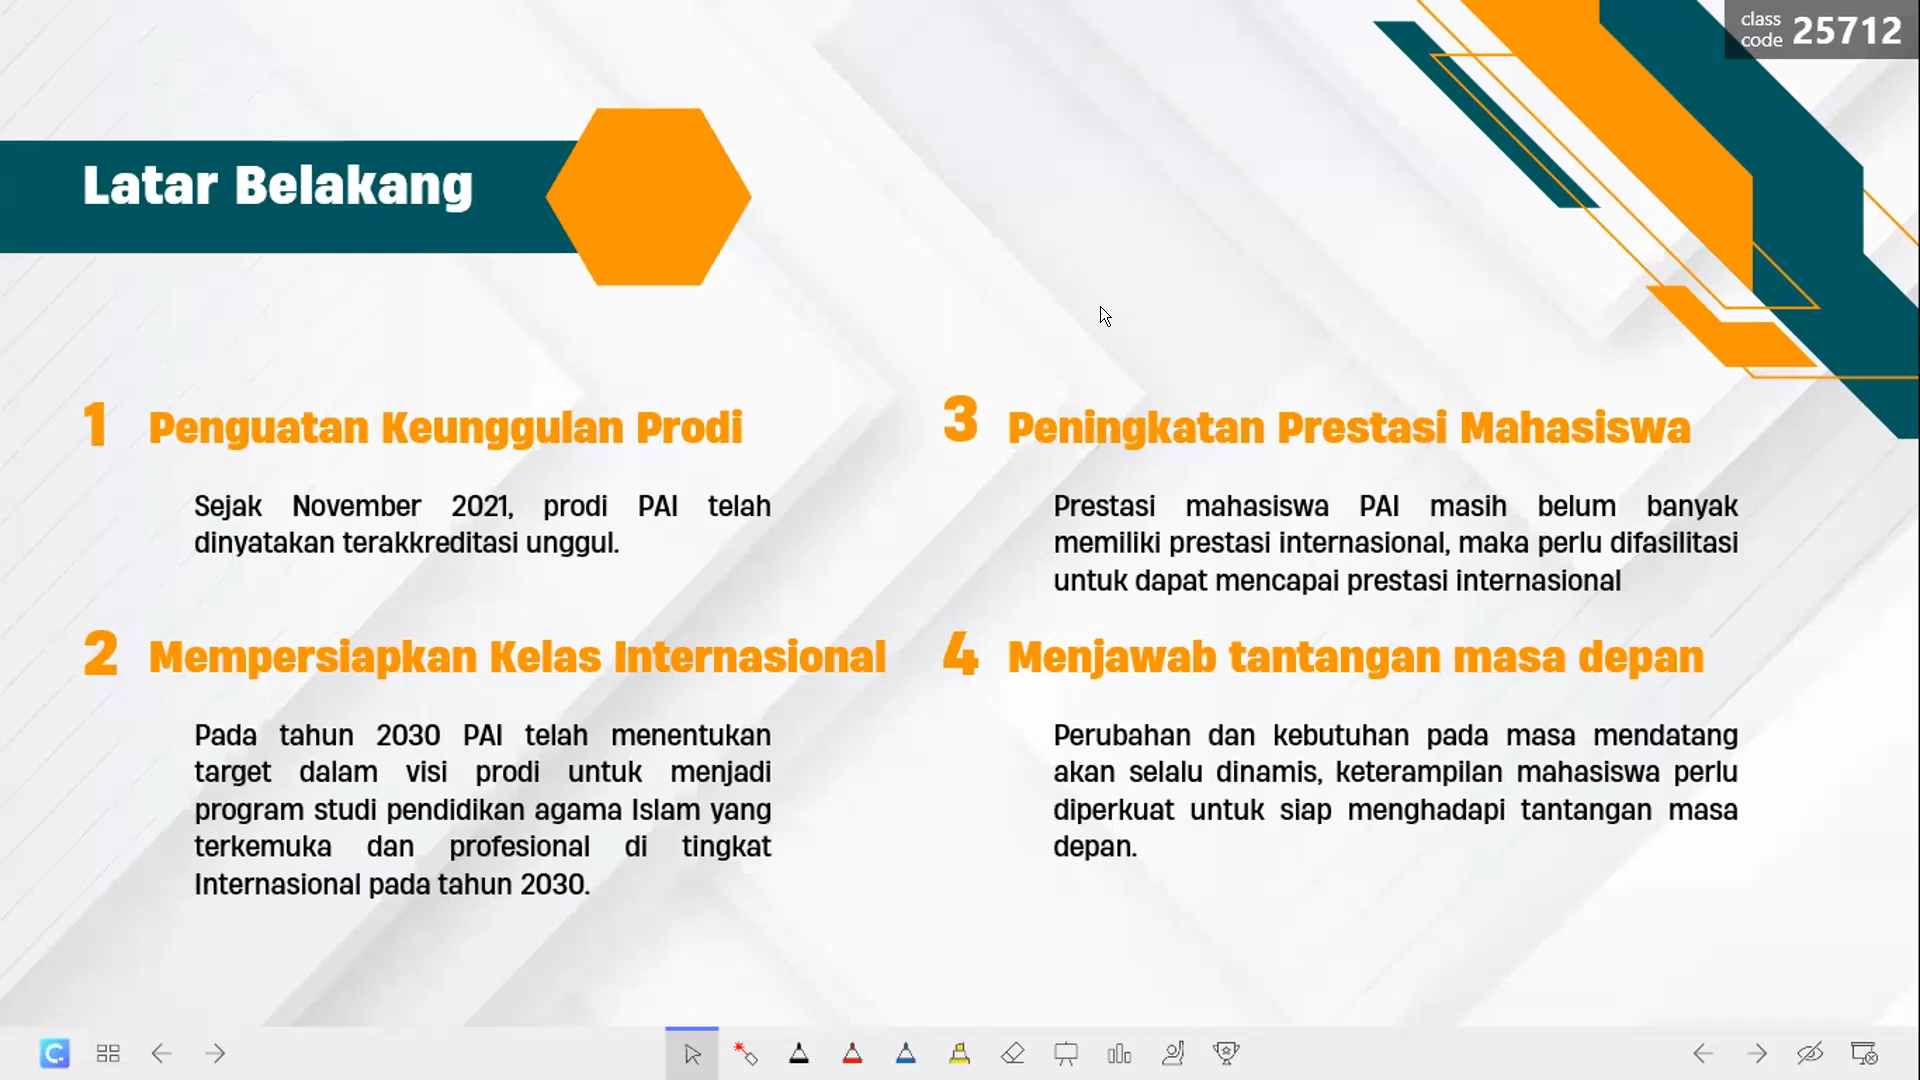 class
code 25712
Latar Belakang
1 Penguatan Keunggulan Prodi
Sejak November 2021, prodi PAI telah
dinyatakan terakkreditasi unggul.
2 Mempersiapkan Kelas Internasional
Pada tahun 2030 PAI telah menentukan
target dalam visi prodi untuk menjadi
program studi pendidikan agama Islam yang
terkemuka dan profesional di tingkat
Internasional pada tahun 2030.
3 Peningkatan Prestasi Mahasiswa
Prestasi mahasiswa PAI masih belum banyak
memiliki prestasi internasional, maka perlu difasilitasi
untuk dapat mencapai prestasi internasional
4 Menjawab tantangan masa depan
Perubahan dan kebutuhan pada masa mendatang
akan selalu dinamis, keterampilan mahasiswa perlu
diperkuat untuk siap menghadapi tantangan masa
depan.